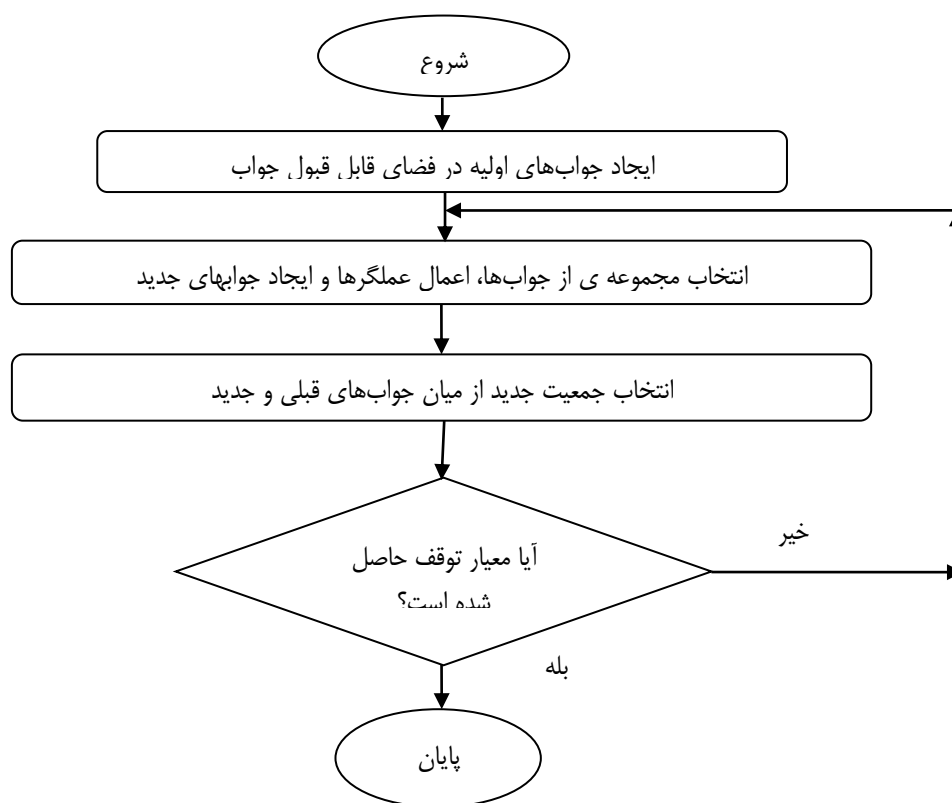 شروع
ایجاد جواب‌های اولیه در فضای قابل قبول جواب
انتخاب مجموعه ی از جواب‌ها، اعمال عملگرها و ایجاد جوابهای جدید
انتخاب جمعیت جدید از میان جواب‌های قبلی و جدید
آیا معیار توقف حاصل
شده است؟
خیر
بله
پایان